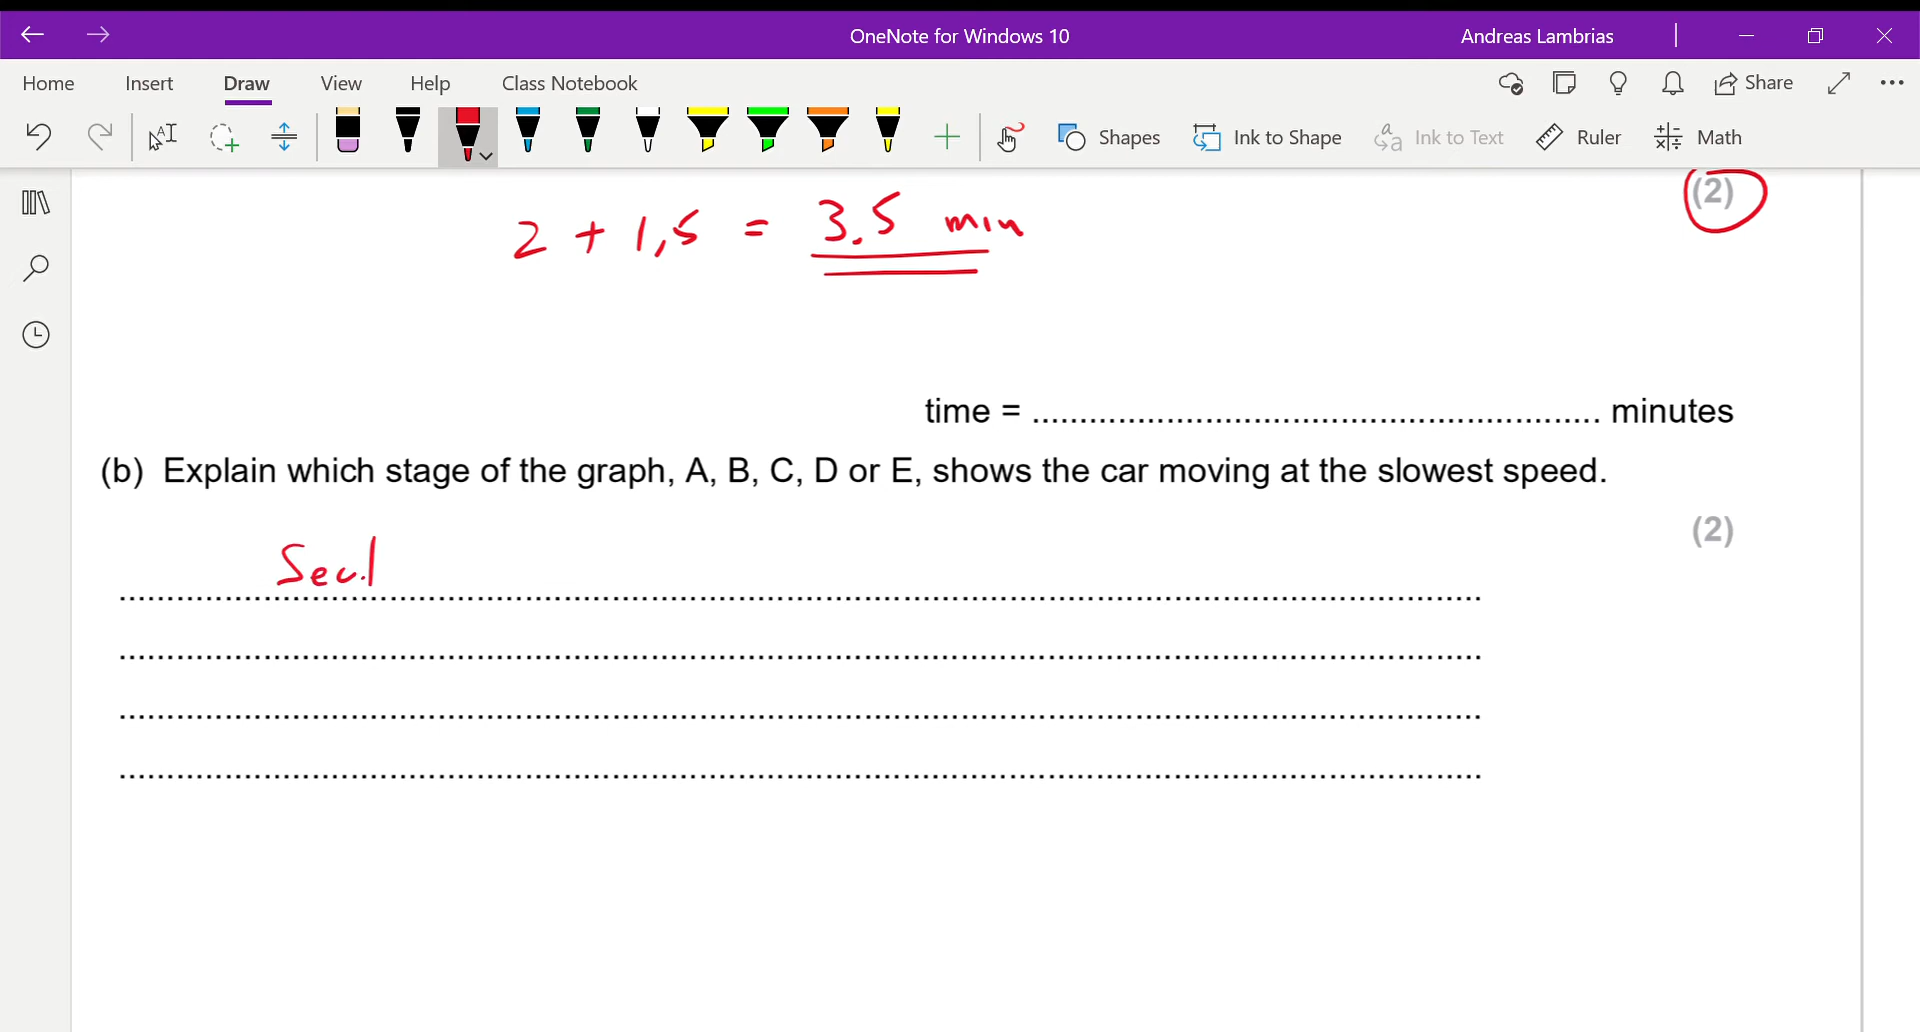 OneNote for Windows 10
Andreas Lambrias
Home Insert Draw View Help Class Notebook
Share
Shapes Ink to Shape Ink to Text Ruler Math
(2)
2 + 1,5 = 3.5 min
time = ........................................................... minutes
(b) Explain which stage of the graph, A, B, C, D or E, shows the car moving at the slowest speed.
(2)